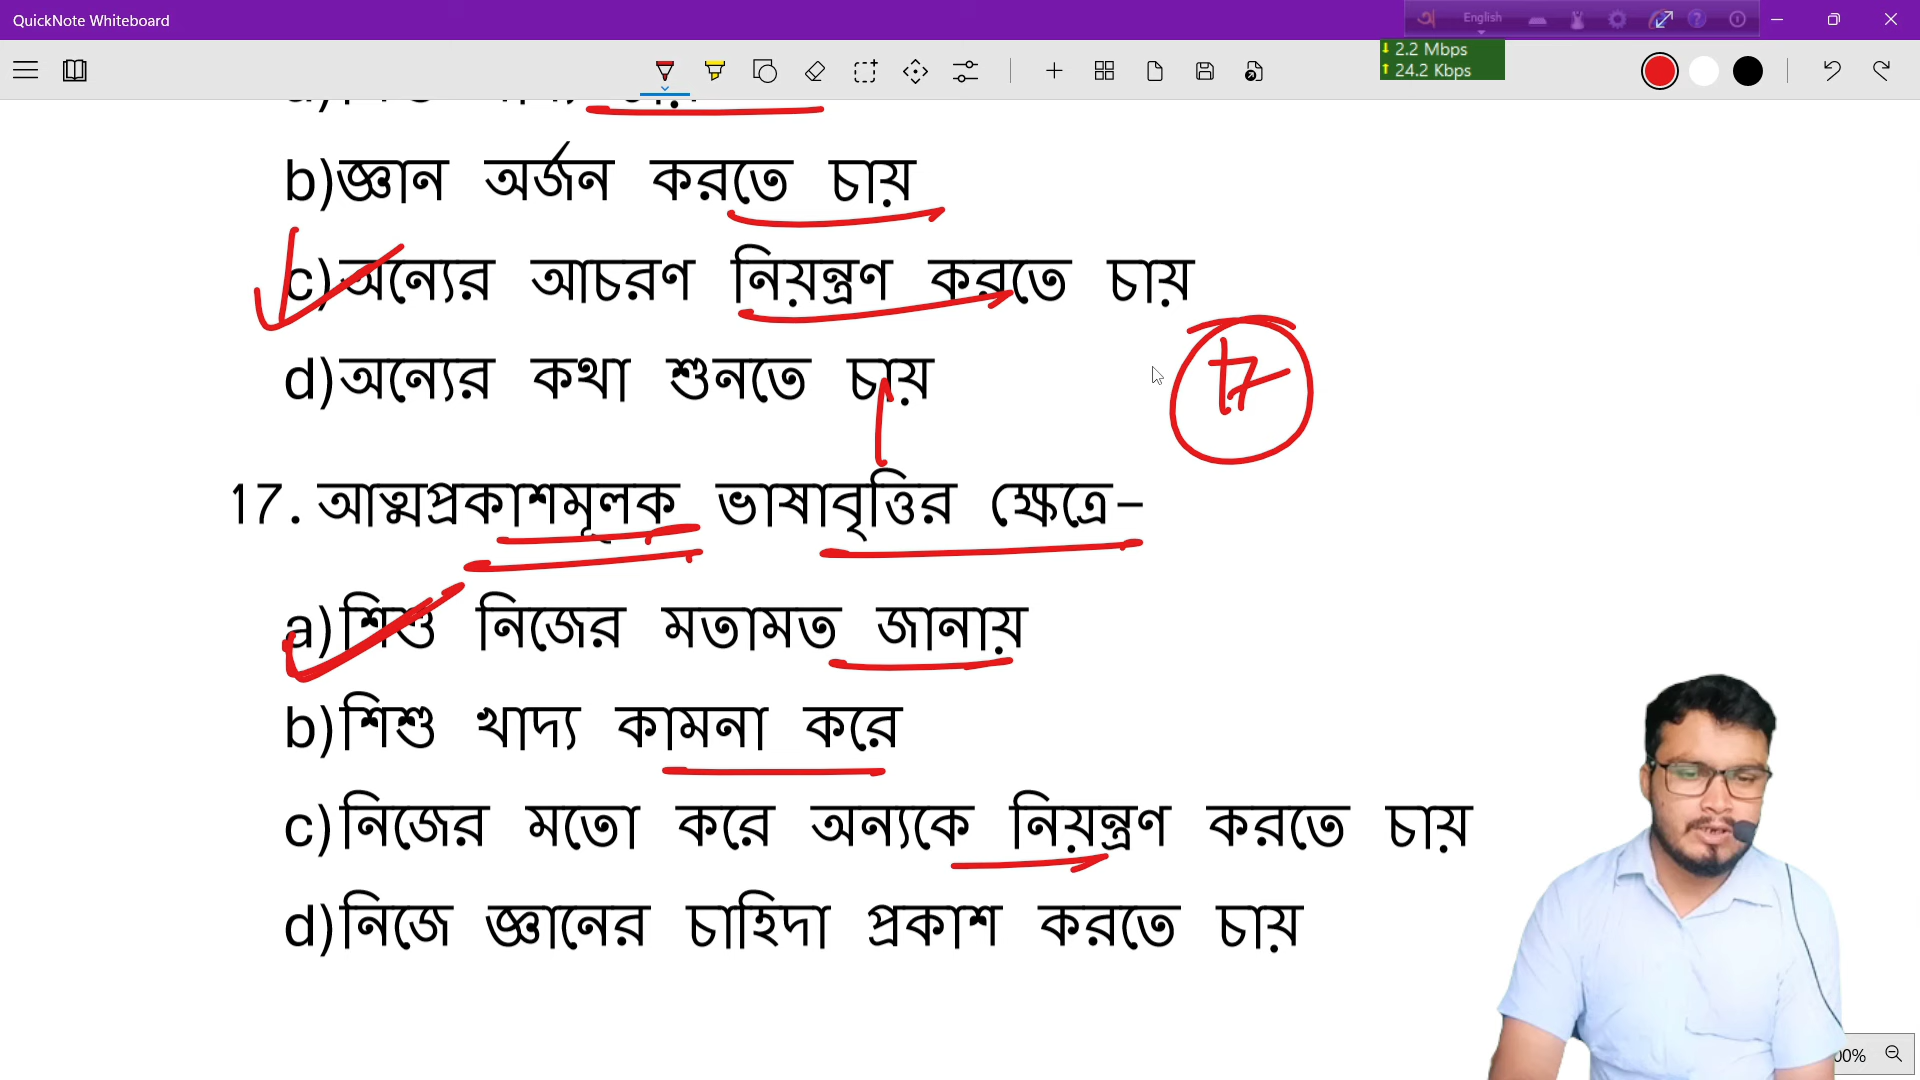 QuickNote Whiteboard
English
2.2 Mbps
24.2 Kbps
b)জ্ঞান অর্জন করতে চায়
c)অন্যের আচরণ নিয়ন্ত্রণ করতে চায়
d)অন্যের কথা শুনতে চায়
17. আত্মপ্রকাশমূলক ভাষাবৃত্তির ক্ষেত্রে-
a)শিশু নিজের মতামত জানায়
b)শিশু খাদ্য কামনা করে
c)নিজের মতো করে অন্যকে নিয়ন্ত্রণ করতে চায়
d)নিজে জ্ঞানের চাহিদা প্রকাশ করতে চায়
00%